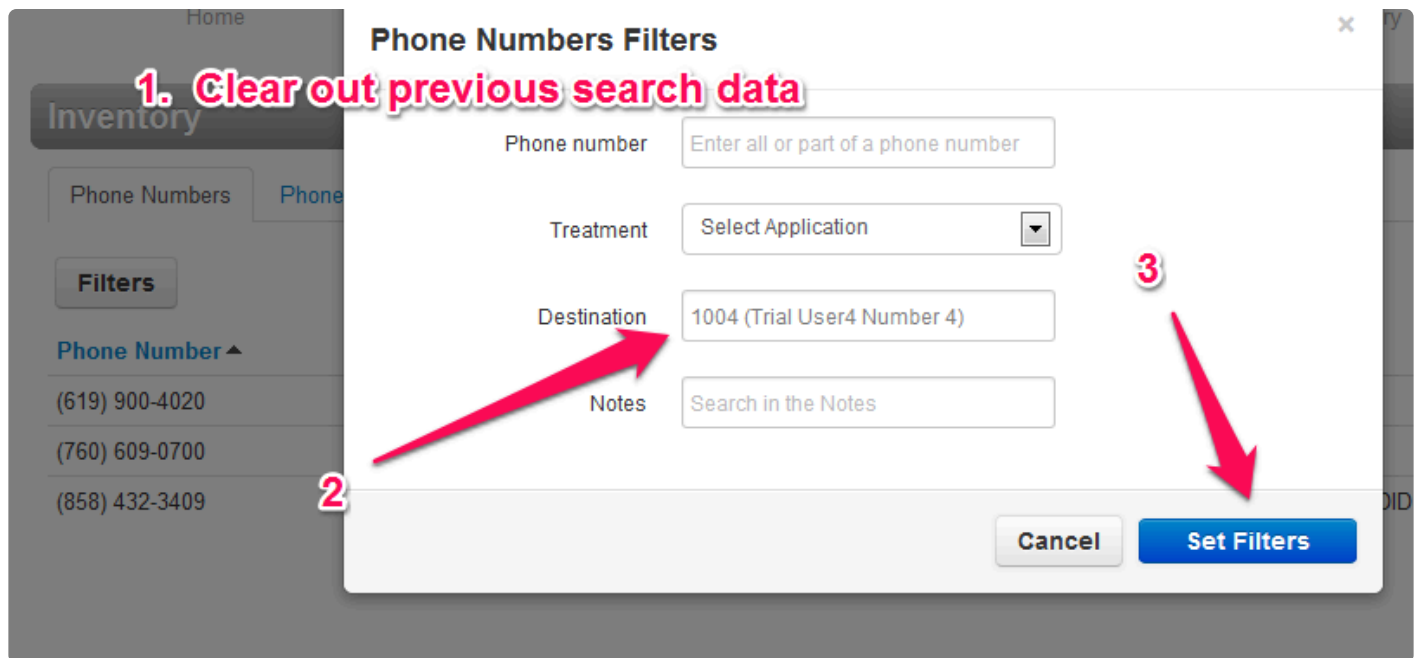 Home
ry
Phone Numbers Filters
×
1. Clear out previous search data
Inventory
Phone number
Enter all or part of a phone number
Phone Numbers
Phone
Treatment
Select Application
3
Filters
Destination
1004 (Trial User4 Number 4)
Phone Number
(619) 900-4020
Notes
Search in the Notes
(760) 609-0700
2
(858) 432-3409
DID
Cancel
Set Filters